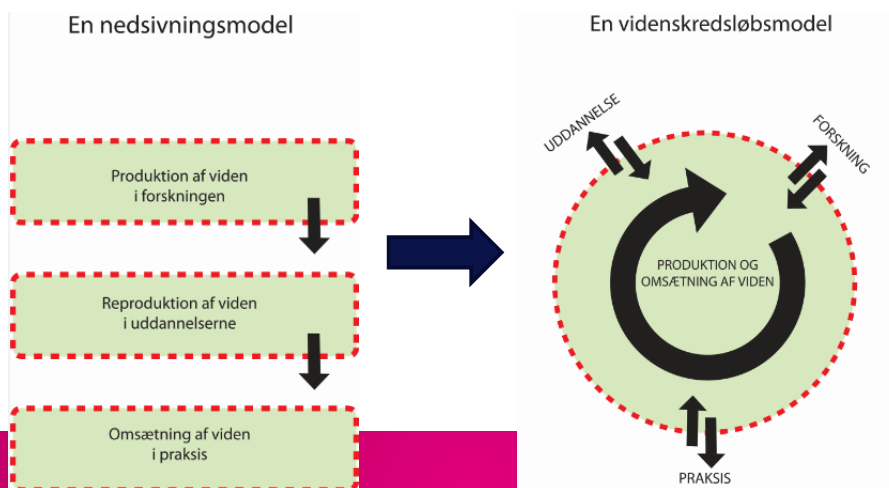 En nedsivningsmodel
Produktion af viden
i forskningen
Reproduktion af viden
i uddannelserne
Omsætning af viden
i praksis
En videnskredsløbsmodel
UDDANNELSE
FORSKNING
PRODUKTION OG
OMSÆTNING AF VIDEN
PRAKSIS